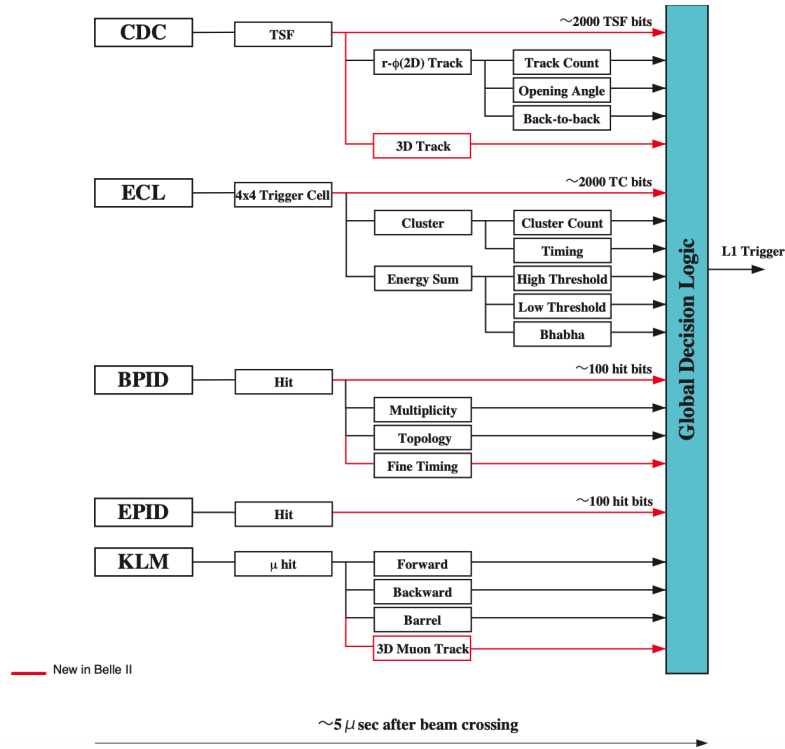 CDC
TSF
~2000 TSF bits
r-φ(2D) Track
Track Count
Opening Angle
Back-to-back
3D Track
ECL
4x4 Trigger Cell
~2000 TC bits
Cluster
Cluster Count
Timing
Energy Sum
High Threshold
Low Threshold
Bhabha
BPID
Hit
~100 hit bits
Multiplicity
Topology
Fine Timing
EPID
Hit
~100 hit bits
KLM
μ hit
Forward
Backward
Barrel
3D Muon Track
Global Decision Logic
L1 Trigger
New in Belle II
~5 μ sec after beam crossing